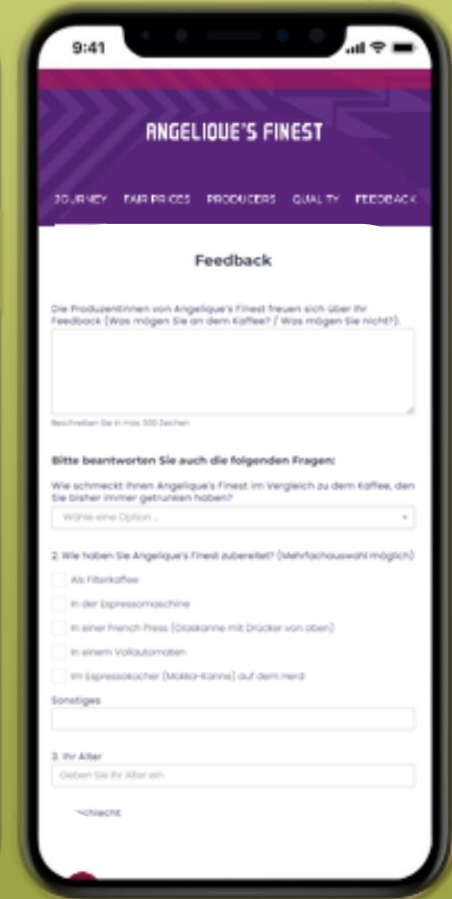 9:41
ANGELIQUE'S FINEST
JOURNEY FAIR PRICES PRODUCERS QUALITY FEEDBACK
Feedback
Die Produzentinnen von Angelique's Finest freuen sich über Ihr
Feedback (Was mögen Sie an dem Kaffee? / Was mögen Sie nicht?).
Beschreiben Sie in max. 500 Zeichen
Bitte beantworten Sie auch die folgenden Fragen:
Wie schmeckt Ihnen Angelique's Finest im Vergleich zu dem Kaffee, den
Sie bisher immer getrunken haben?
Wähle eine Option ...
2. Wie haben Sie Angelique's Finest zubereitet? (Mehrfachauswahl möglich)
Als Filterkaffee
In der Espressomaschine
In einer French Press (Glaskanne mit Drücker von oben)
In einem Vollautomaten
Im Espressokocher (Mokka-Kanne) auf dem Herd
Sonstiges
3. Ihr Alter
Geben Sie Ihr Alter ein
schlecht